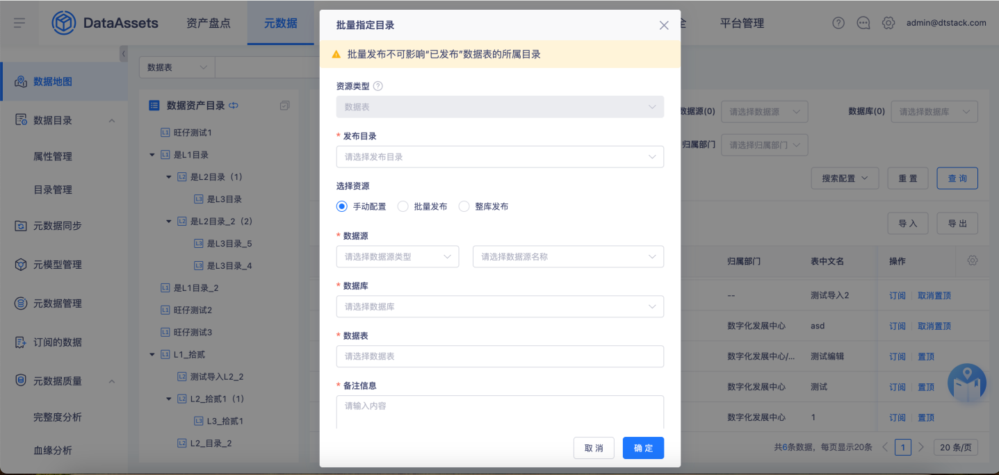 DataAssets
资产盘点
元数据
全
平台管理
admin@dtstack.com
数据地图
数据目录
属性管理
目录管理
元数据同步
元模型管理
元数据管理
订阅的数据
元数据质量
完整度分析
血缘分析
数据表
数据资产目录
L1 旺仔测试1
L1 是L1目录
L2 是L2目录（1）
L3 是L3目录
L2 是L2目录_2（2）
L3 是L3目录_5
L3 是L3目录_4
L1 是L1目录_2
L1 旺仔测试2
L1 旺仔测试3
L1 L1_拾贰
L2 测试导入L2_2
L2 L2_拾贰1（1）
L3 L3_拾贰1
L2 L2_目录_2
批量指定目录
批量发布不可影响“已发布”数据表的所属目录
资源类型
数据表
* 发布目录
请选择发布目录
选择资源
手动配置 批量发布 整库发布
* 数据源
请选择数据源类型 请选择数据源名称
* 数据库
请选择数据库
* 数据表
请选择数据表
* 备注信息
请输入内容
取 消 确 定
数据源(0) 请选择数据源 数据库(0) 请选择数据库
归属部门 请选择归属部门
搜索配置 重 置 查 询
导 入 导 出
归属部门 表中文名 操作
-- 测试导入2 订阅 取消置顶
数字化发展中心 asd 订阅 取消置顶
数字化发展中心/... 测试编辑 订阅 置顶
数字化发展中心 测试 订阅 置顶
数字化发展中心 1 订阅 置顶
共6条数据，每页显示20条 1 20 条/页